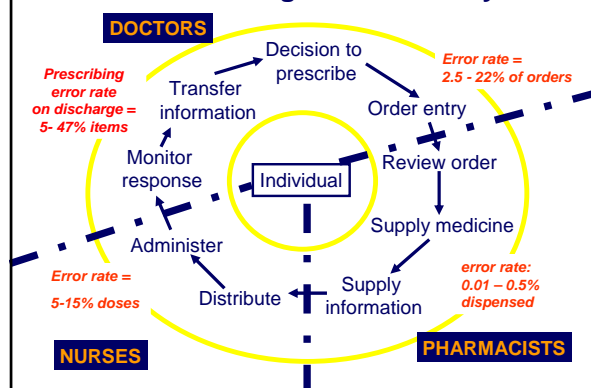 DOCTORS
Decision to
prescribe
Error rate =
2.5 - 22% of orders
Prescribing
error rate
on discharge =
5- 47% items
Transfer
information
Order entry
Monitor
response
Individual
Review order
Supply medicine
Administer
Error rate =
5-15% doses
Distribute
Supply
information
error rate:
0.01 – 0.5%
dispensed
NURSES
PHARMACISTS